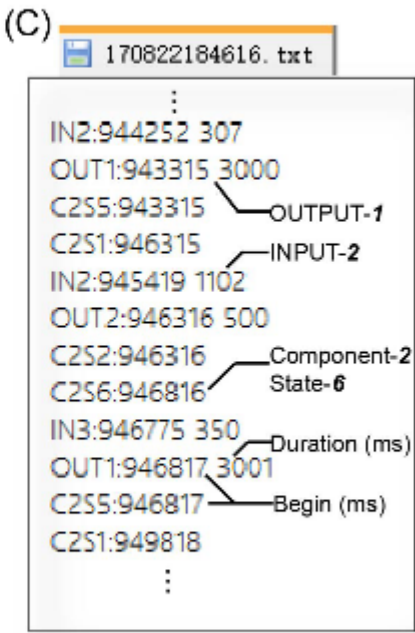 (C)
170822184616. txt
⋮
IN2:944252 307
OUT1:943315 3000
C2S5:943315
OUTPUT-1
C2S1:946315
INPUT-2
IN2:945419 1102
OUT2:946316 500
C2S2:946316
Component-2
C2S6:946816
State-6
IN3:946775 350
Duration (ms)
OUT1:946817 3001
C2S5:946817
Begin (ms)
C2S1:949818
⋮